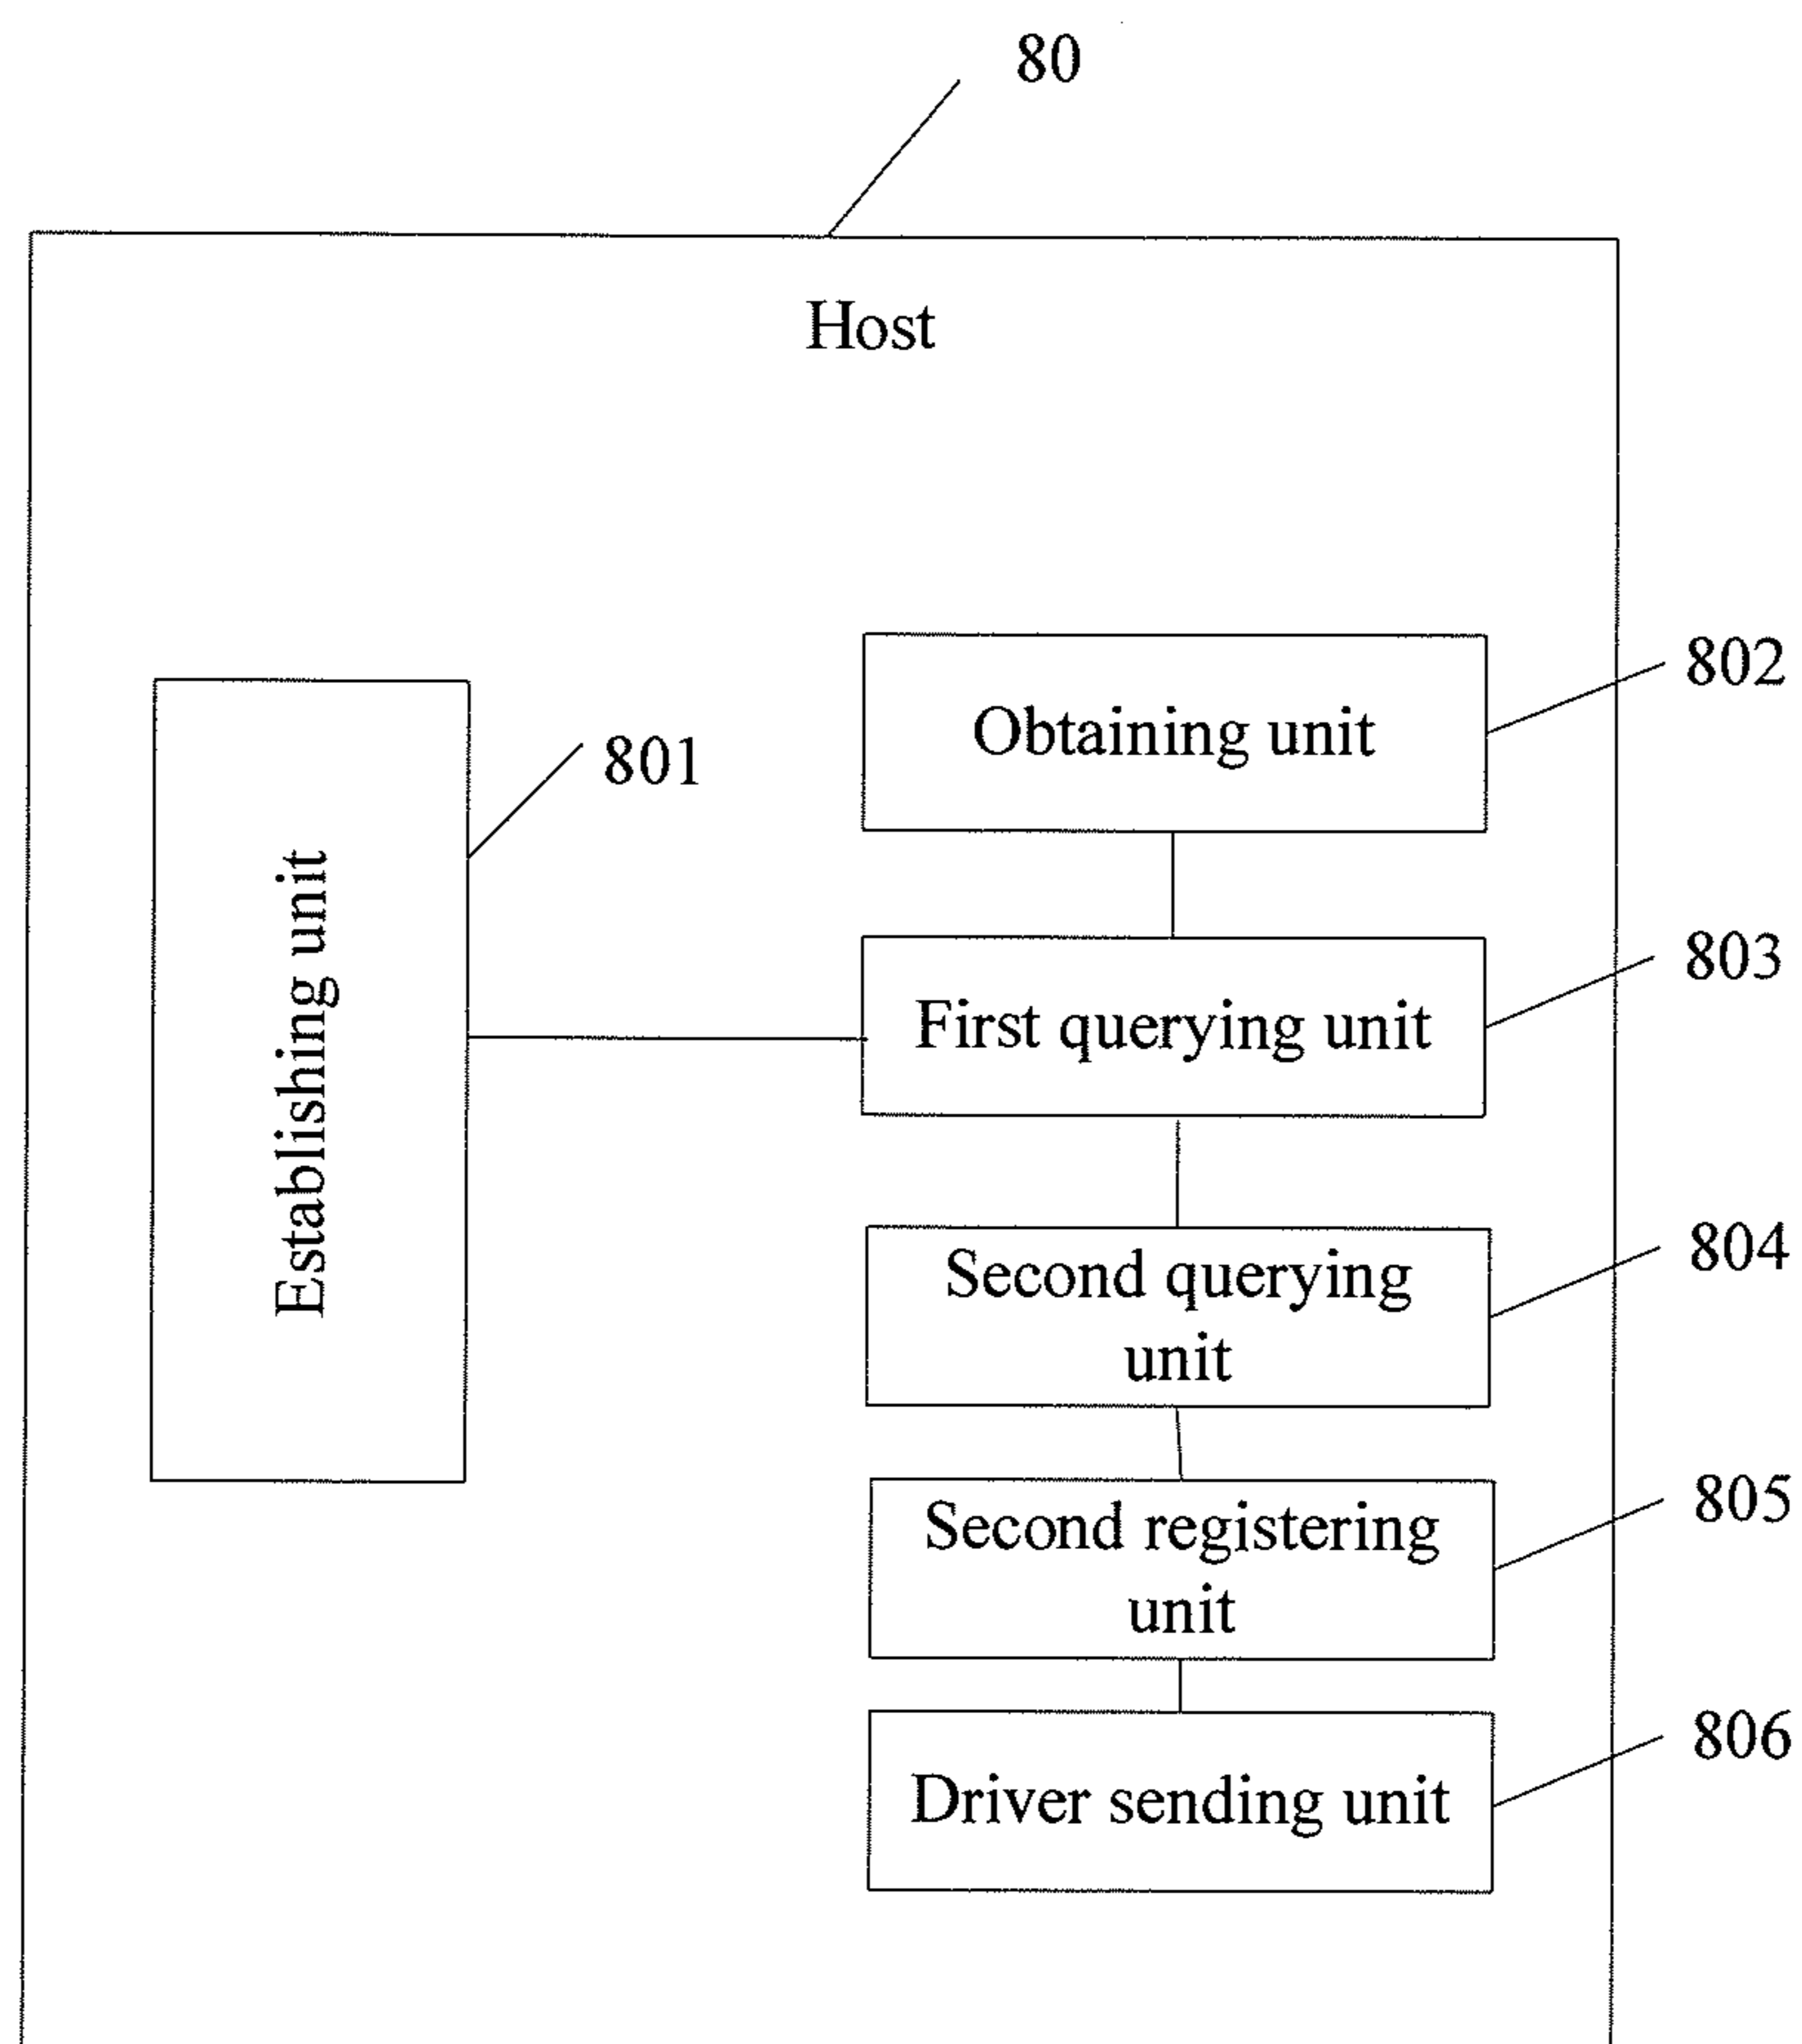 80
Host
802
Obtaining unit
801
Establishing unit
803
First querying unit
804
Second querying
unit
805
Second registering
unit
806
Driver sending unit